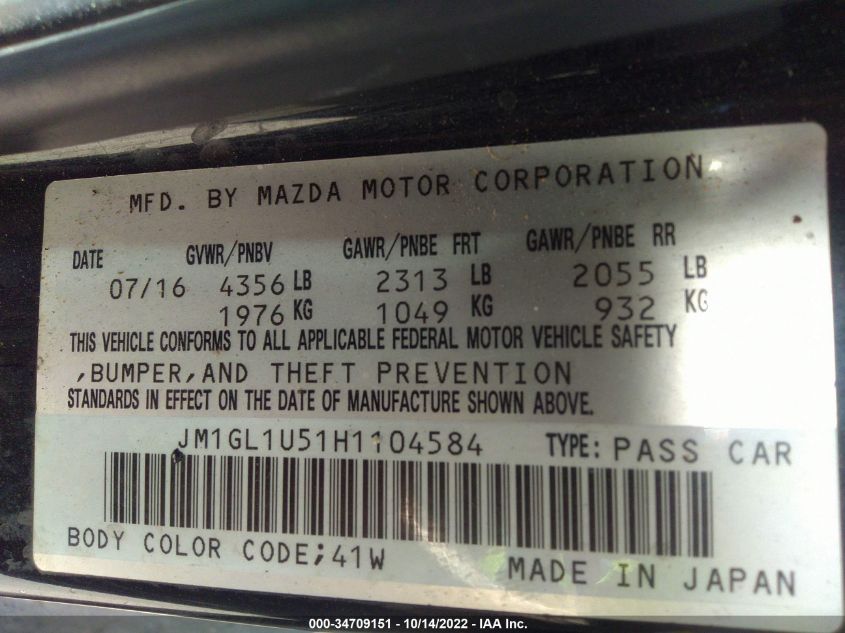 MFD. BY MAZDA MOTOR CORPORATION
DATE GVWR/PNBV GAWR/PNBE FRT GAWR/PNBE RR
07/16 4356 LB 2313 LB 2055 LB
1976 KG 1049 KG 932 KG
THIS VEHICLE CONFORMS TO ALL APPLICABLE FEDERAL MOTOR VEHICLE SAFETY
,BUMPER,AND THEFT PREVENTION
STANDARDS IN EFFECT ON THE DATE OF MANUFACTURE SHOWN ABOVE.
JM1GL1U51H1104584 TYPE: PASS CAR
BODY COLOR CODE;41W
MADE IN JAPAN
000-34709151 - 10/14/2022 - IAA Inc.